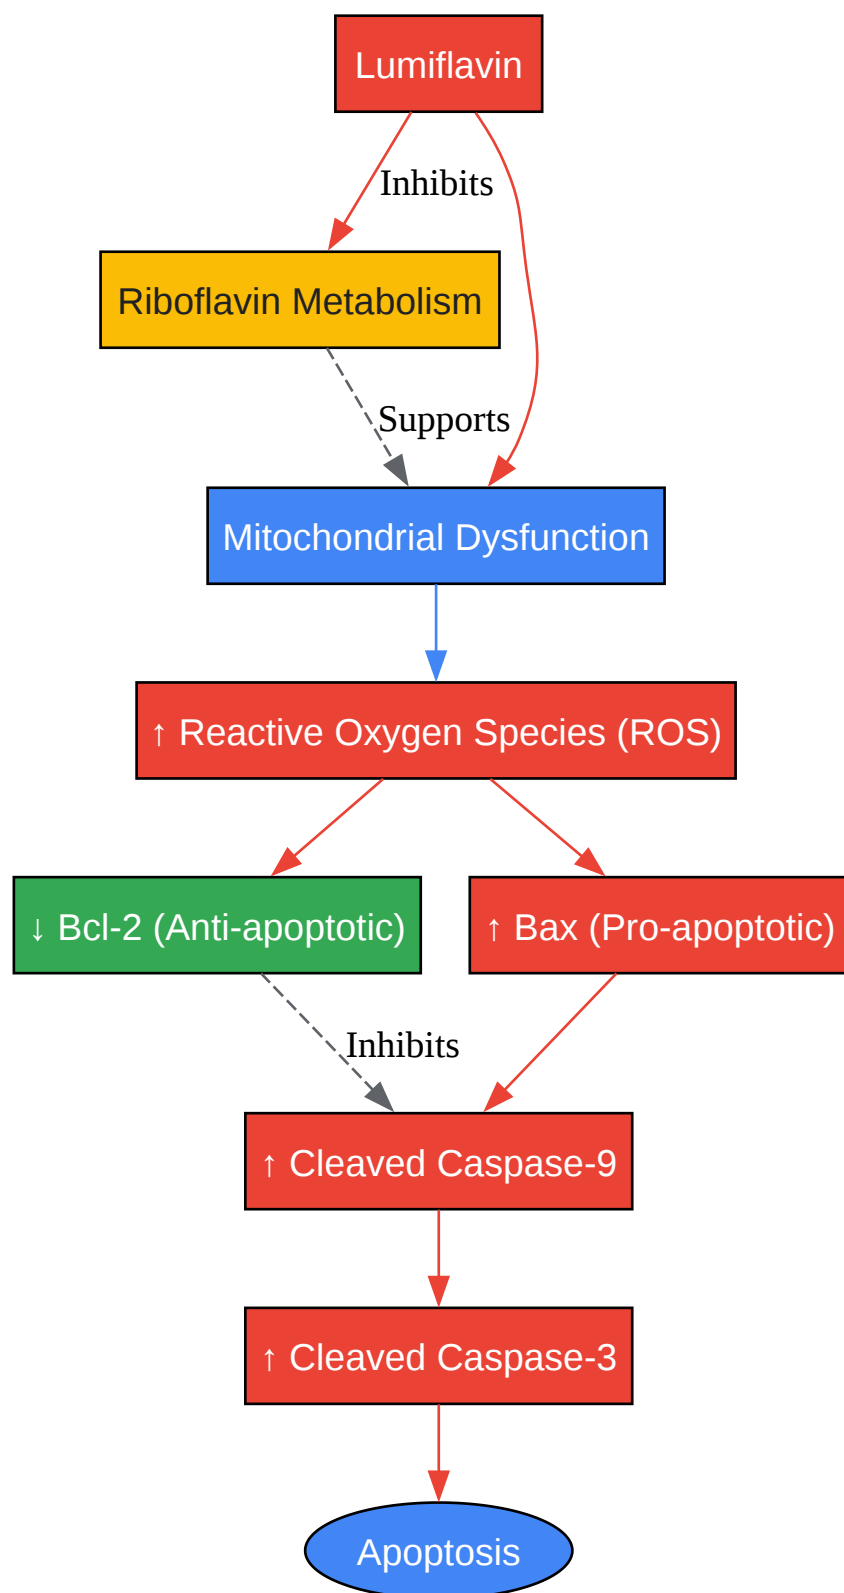 Lumiflavin
Inhibits
Riboflavin Metabolism
Supports
Mitochondrial Dysfunction
↑ Reactive Oxygen Species (ROS)
↓ Bcl-2 (Anti-apoptotic)
↑ Bax (Pro-apoptotic)
Inhibits
↑ Cleaved Caspase-9
↑ Cleaved Caspase-3
Apoptosis